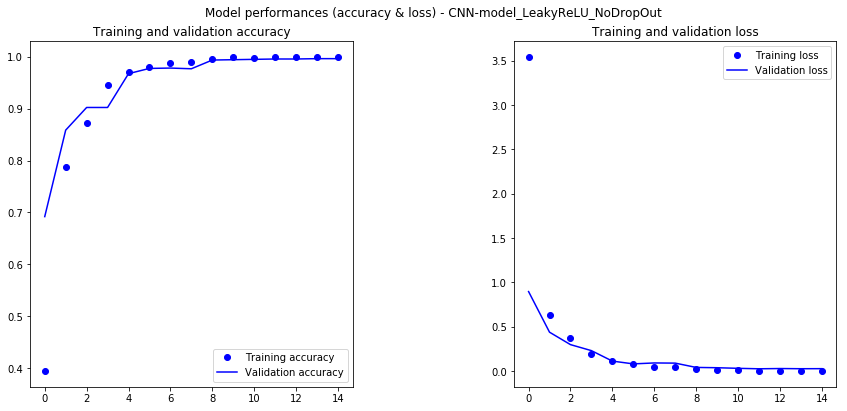 Model performances (accuracy & loss) - CNN-model_LeakyReLU_NoDropOut
Training and validation accuracy
1.0
0.9
0.8
0.7
0.6
0.5
0.4
0 2 4 6 8 10 12 14
Training accuracy
Validation accuracy
Training and validation loss
3.5
3.0
2.5
2.0
1.5
1.0
0.5
0.0
0 2 4 6 8 10 12 14
Training loss
Validation loss